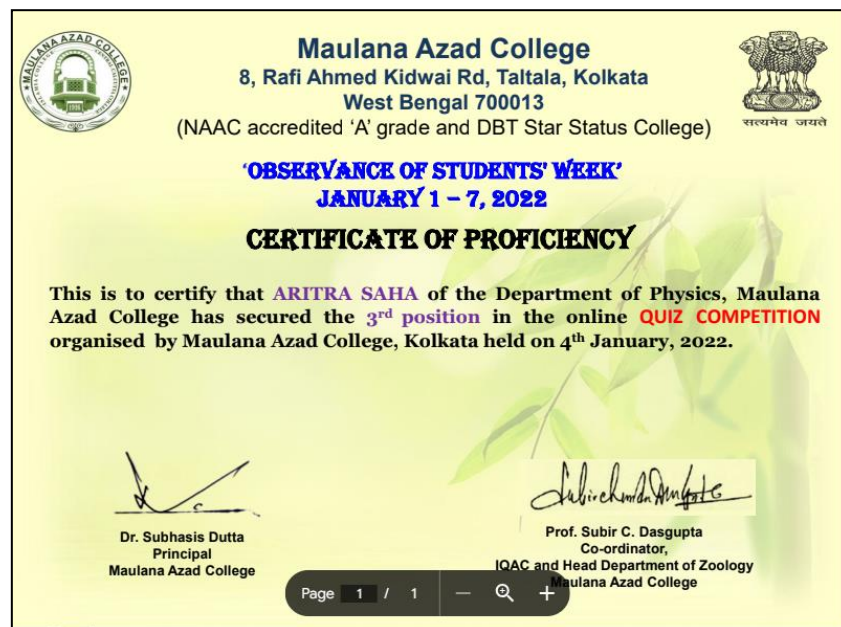 MAULANA AZAD COLLEGE
Maulana Azad College
8, Rafi Ahmed Kidwai Rd, Taltala, Kolkata
West Bengal 700013
(NAAC accredited ‘A’ grade and DBT Star Status College)
सत्यमेव जयते
‘OBSERVANCE OF STUDENTS' WEEK’
JANUARY 1 – 7, 2022
CERTIFICATE OF PROFICIENCY
This is to certify that ARITRA SAHA of the Department of Physics, Maulana
Azad College has secured the 3rd position in the online QUIZ COMPETITION
organised by Maulana Azad College, Kolkata held on 4th January, 2022.
Dr. Subhasis Dutta
Principal
Maulana Azad College
Prof. Subir C. Dasgupta
Co-ordinator,
IQAC and Head Department of Zoology
Maulana Azad College
Page 1 / 1